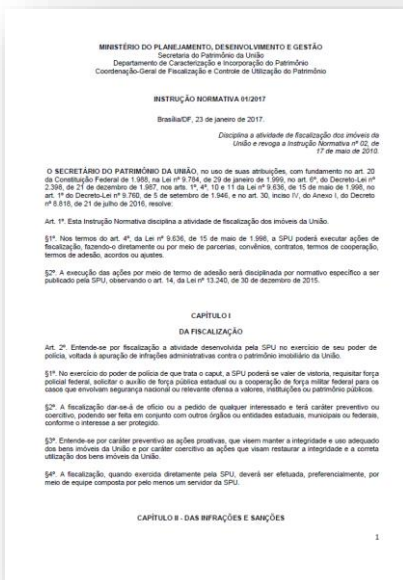 MINISTÉRIO DO PLANEJAMENTO, DESENVOLVIMENTO E GESTÃO
Secretaria do Patrimônio da União
Departamento de Caracterização e Incorporação do Patrimônio
Coordenação-Geral de Fiscalização e Controle de Utilização do Patrimônio
INSTRUÇÃO NORMATIVA 01/2017
Brasília/DF, 23 de janeiro de 2017.
Disciplina a atividade de fiscalização dos imóveis da
União e revoga a Instrução Normativa nº 02, de
17 de maio de 2010.
O SECRETÁRIO DO PATRIMÔNIO DA UNIÃO, no uso de suas atribuições, com fundamento no art. 20
da Constituição Federal de 1.988, na Lei nº 9.784, de 29 de janeiro de 1.999, no art. 6º, do Decreto-Lei nº
2.398, de 21 de dezembro de 1.987, nos arts. 1º, 4º, 10 e 11 da Lei nº 9.636, de 15 de maio de 1.998, no
art. 1º do Decreto-Lei nº 9.760, de 5 de setembro de 1.946, e no art. 30, inciso IV, do Anexo I, do Decreto
nº 8.818, de 21 de julho de 2016, resolve:
Art. 1º. Esta Instrução Normativa disciplina a atividade de fiscalização dos imóveis da União.
§1º. Nos termos do art. 4º, da Lei nº 9.636, de 15 de maio de 1.998, a SPU poderá executar ações de
fiscalização, fazendo-o diretamente ou por meio de parcerias, convênios, contratos, termos de cooperação,
termos de adesão, acordos ou ajustes.
§2º. A execução das ações por meio de termo de adesão será disciplinada por normativo específico a ser
publicado pela SPU, observando o art. 14, da Lei nº 13.240, de 30 de dezembro de 2015.
CAPÍTULO I
DA FISCALIZAÇÃO
Art. 2º. Entende-se por fiscalização a atividade desenvolvida pela SPU no exercício de seu poder de
polícia, voltada à apuração de infrações administrativas contra o patrimônio imobiliário da União.
§1º. No exercício do poder de polícia de que trata o caput, a SPU poderá se valer de vistoria, requisitar força
policial federal, solicitar o auxílio de força pública estadual ou a cooperação de força militar federal para os
casos que envolvam segurança nacional ou relevante ofensa a valores, instituições ou patrimônio públicos.
§2º. A fiscalização dar-se-á de ofício ou a pedido de qualquer interessado e terá caráter preventivo ou
coercitivo, podendo ser feita em conjunto com outros órgãos ou entidades estaduais, municipais ou federais,
conforme o interesse a ser protegido.
§3º. Entende-se por caráter preventivo as ações proativas, que visem manter a integridade e uso adequado
dos bens imóveis da União e por caráter coercitivo as ações que visam restaurar a integridade e a correta
utilização dos bens imóveis da União.
§4º. A fiscalização, quando exercida diretamente pela SPU, deverá ser efetuada, preferencialmente, por
meio de equipe composta por pelo menos um servidor da SPU.
CAPÍTULO II - DAS INFRAÇÕES E SANÇÕES
1